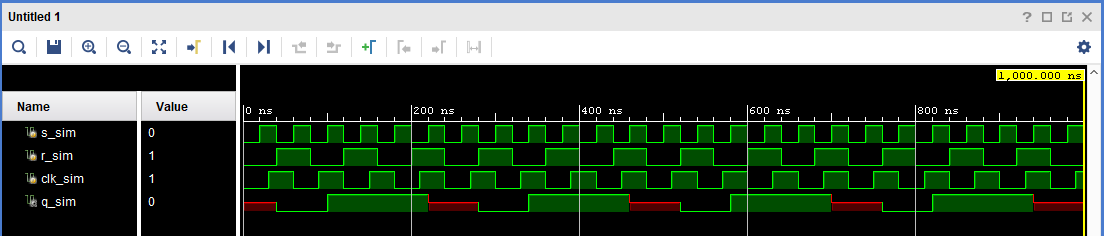 Untitled 1
1,000.000 ns
Name Value 0 ns 200 ns 400 ns 600 ns 800 ns
s_sim 0
r_sim 1
clk_sim 1
q_sim 0